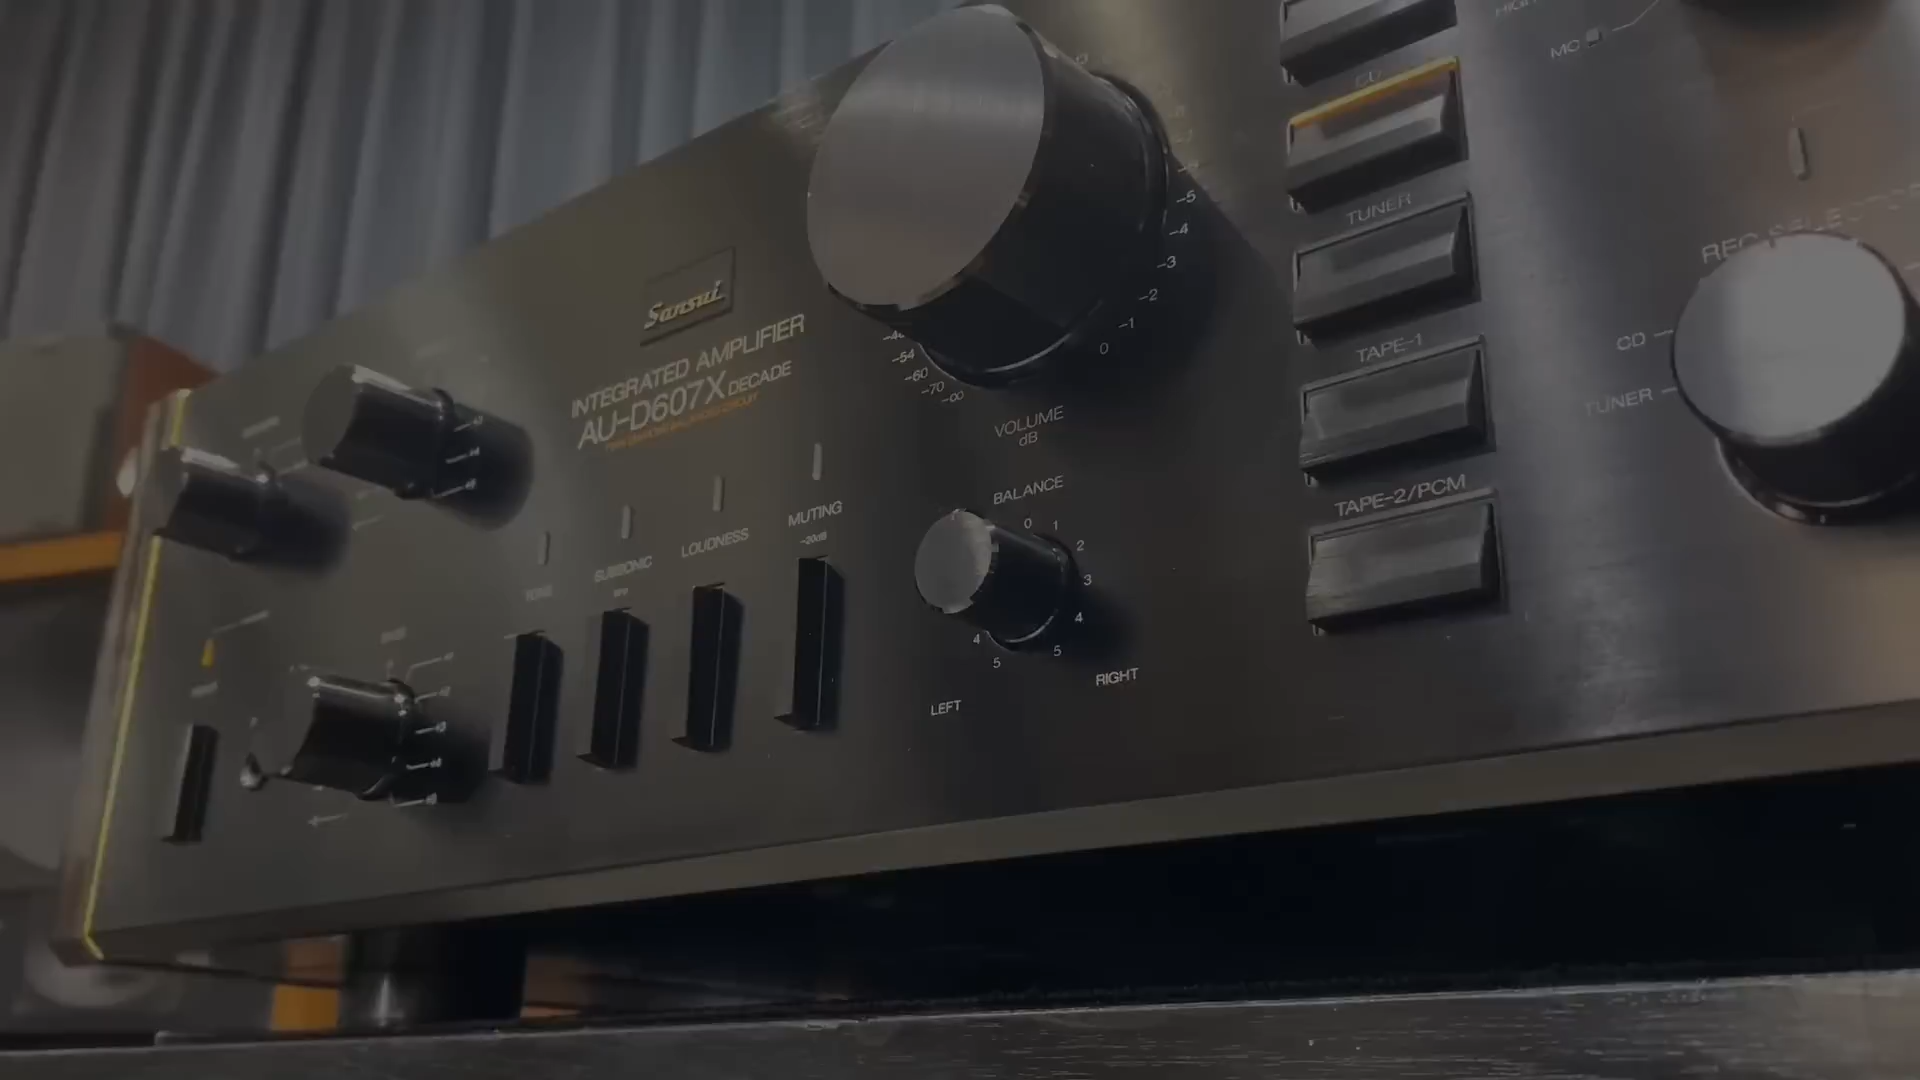 Sansui
INTEGRATED AMPLIFIER
AU-D607X DECADE
-5
-4
-3
-2
-1
0
-54
-60
-70
-∞
VOLUME
dB
BALANCE
0 1
2
3
4
5
4
5
LEFT
RIGHT
SUBSONIC
LOUDNESS
MUTING
-20dB
TUNER
TAPE-1
TAPE-2/PCM
MC
REC SELECTOR
CD
TUNER